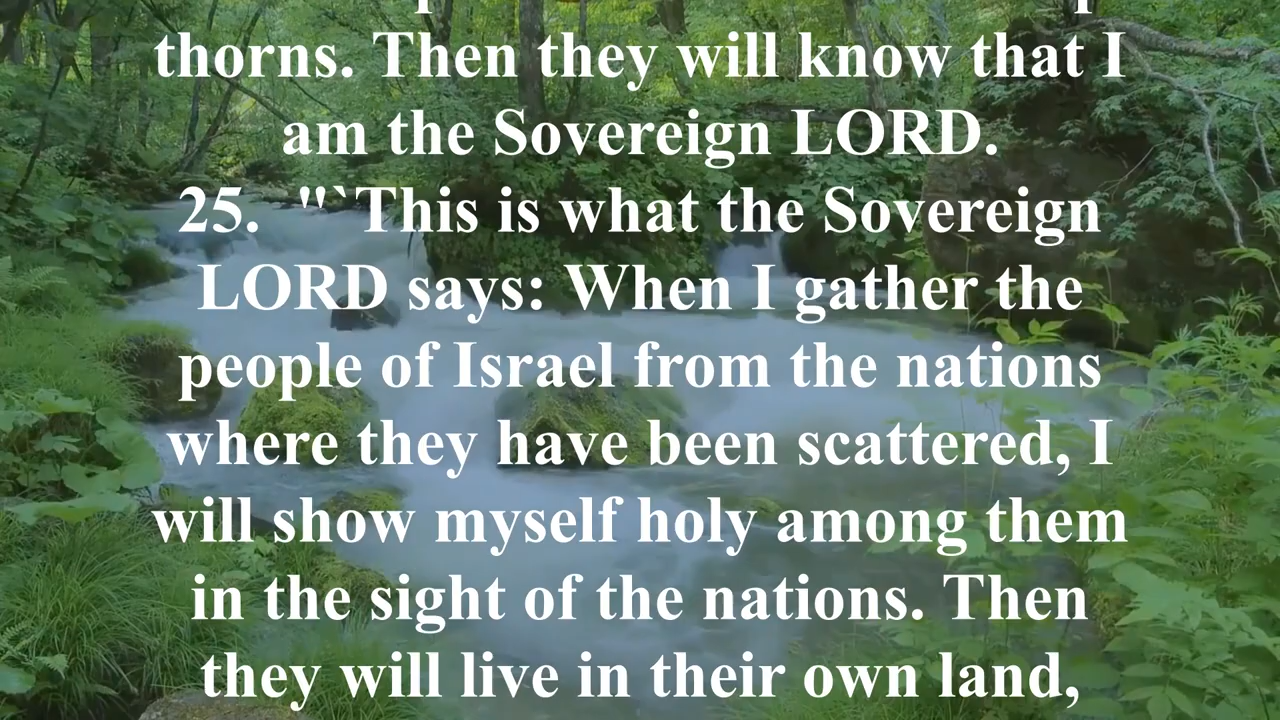 thorns. Then they will know that I
am the Sovereign LORD.
25. "`This is what the Sovereign
LORD says: When I gather the
people of Israel from the nations
where they have been scattered, I
will show myself holy among them
in the sight of the nations. Then
they will live in their own land,